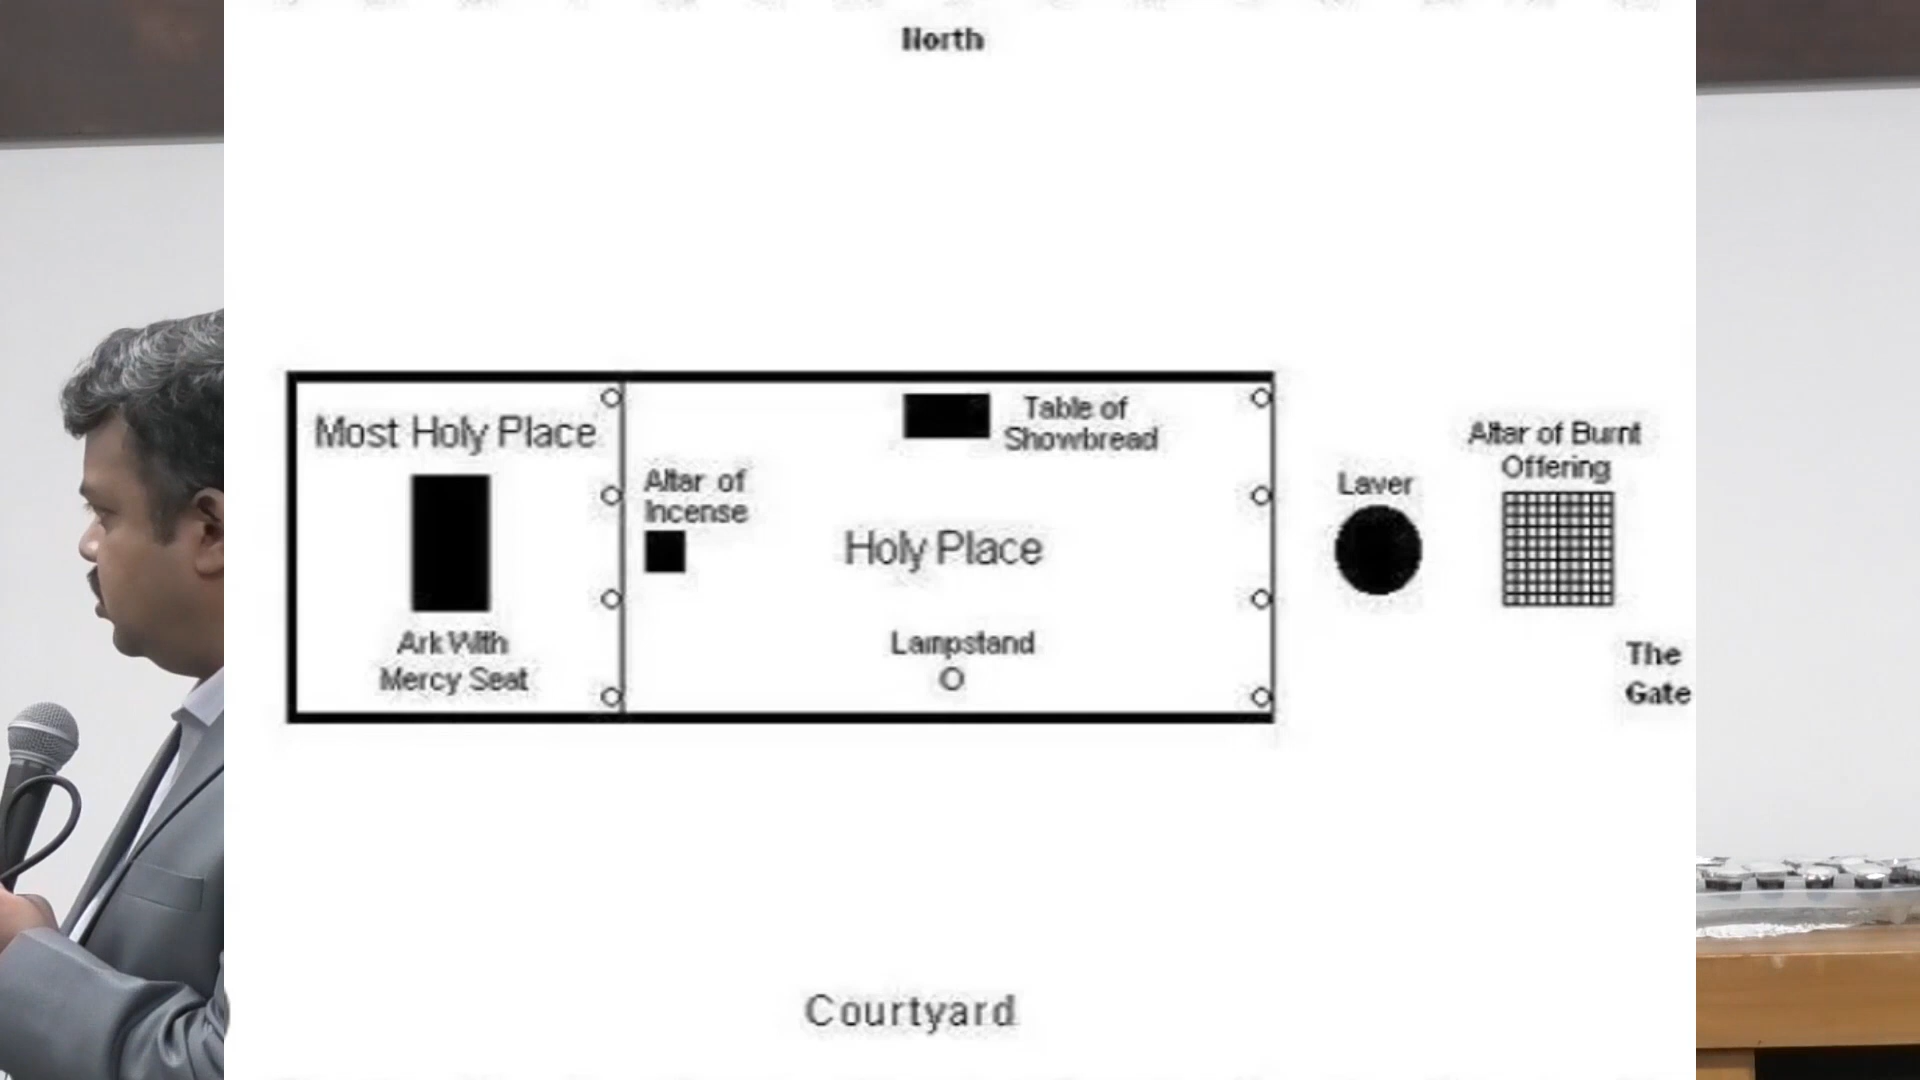 North
Most Holy Place
Ark With
Mercy Seat
Altar of
Incense
Table of
Showbread
Holy Place
Lampstand
Laver
Altar of Burnt
Offering
The
Gate
Courtyard